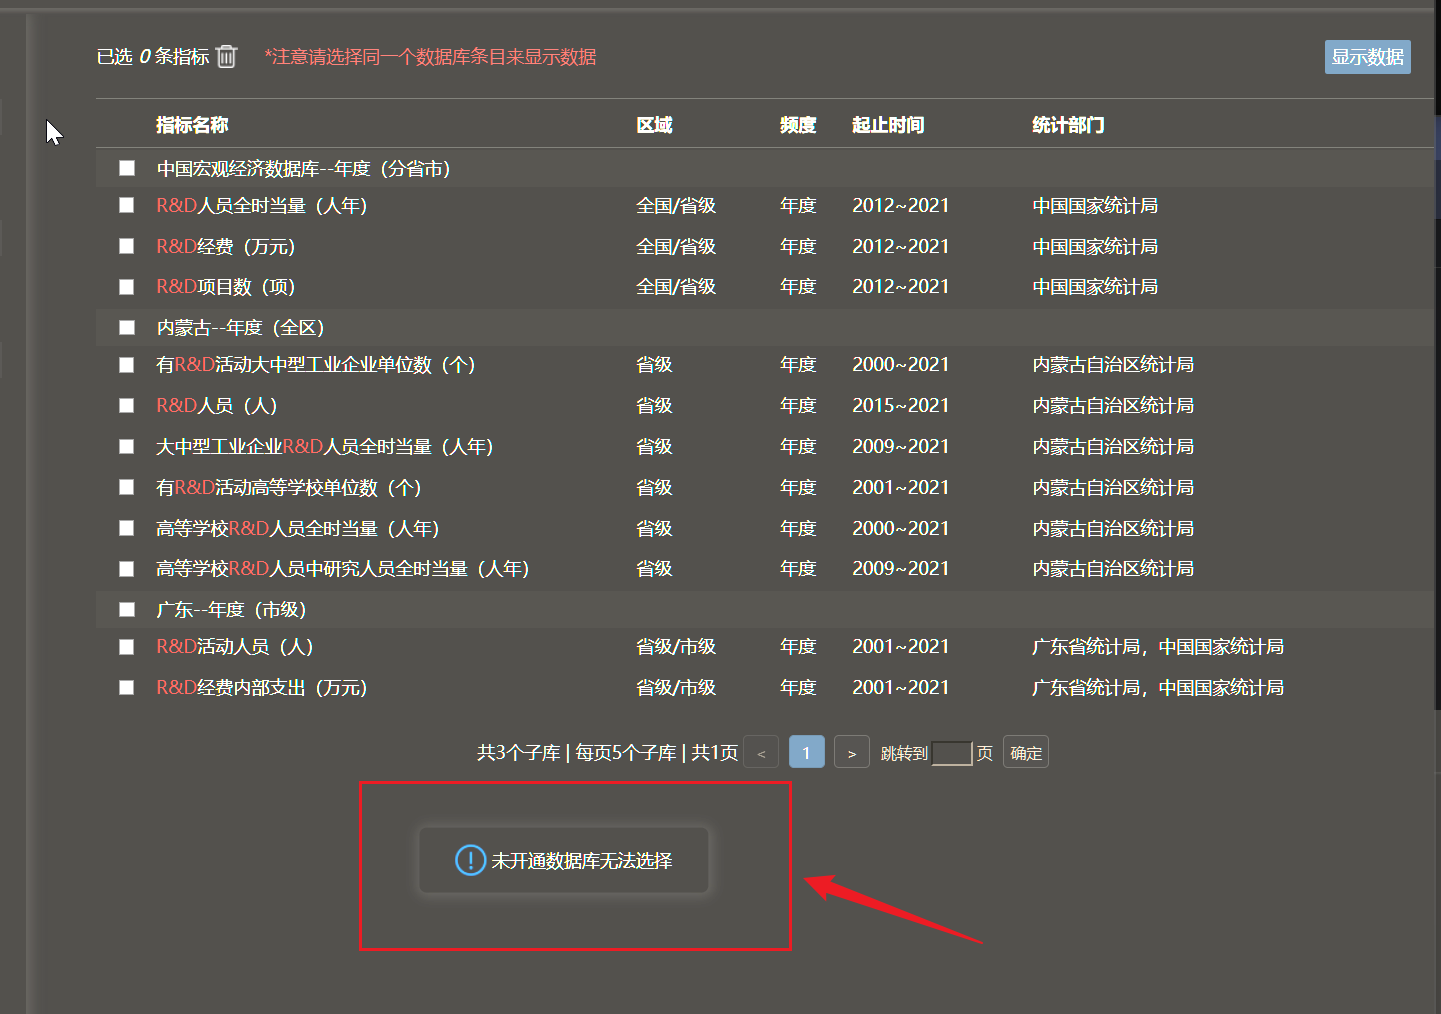 已选 0 条指标 *注意请选择同一个数据库条目来显示数据 显示数据
指标名称 区域 频度 起止时间 统计部门
中国宏观经济数据库--年度（分省市）
R&D人员全时当量（人年） 全国/省级 年度 2012~2021 中国国家统计局
R&D经费（万元） 全国/省级 年度 2012~2021 中国国家统计局
R&D项目数（项） 全国/省级 年度 2012~2021 中国国家统计局
内蒙古--年度（全区）
有R&D活动大中型工业企业单位数（个） 省级 年度 2000~2021 内蒙古自治区统计局
R&D人员（人） 省级 年度 2015~2021 内蒙古自治区统计局
大中型工业企业R&D人员全时当量（人年） 省级 年度 2009~2021 内蒙古自治区统计局
有R&D活动高等学校单位数（个） 省级 年度 2001~2021 内蒙古自治区统计局
高等学校R&D人员全时当量（人年） 省级 年度 2000~2021 内蒙古自治区统计局
高等学校R&D人员中研究人员全时当量（人年） 省级 年度 2009~2021 内蒙古自治区统计局
广东--年度（市级）
R&D活动人员（人） 省级/市级 年度 2001~2021 广东省统计局，中国国家统计局
R&D经费内部支出（万元） 省级/市级 年度 2001~2021 广东省统计局，中国国家统计局
共3个子库 | 每页5个子库 | 共1页 < 1 > 跳转到 页 确定
未开通数据库无法选择